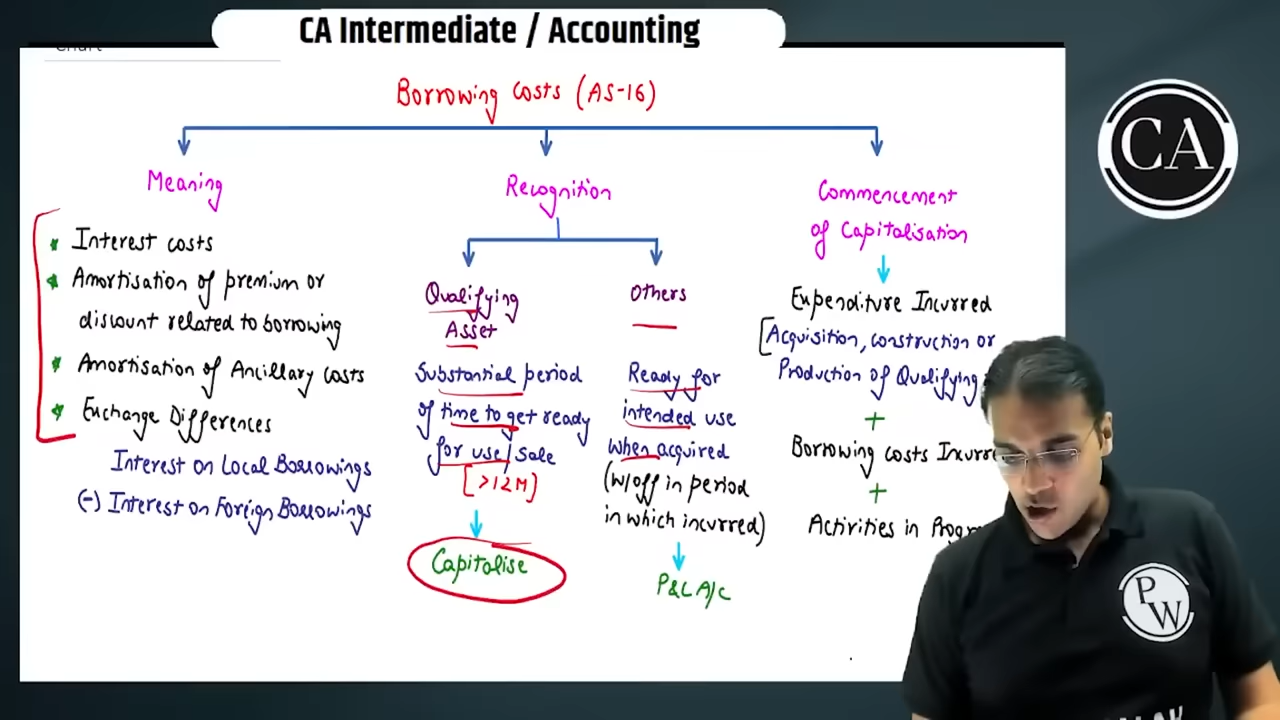 CA Intermediate / Accounting
Chart
Borrowing Costs (AS-16)
Meaning
* Interest costs
* Amortisation of premium or
discount related to borrowing
* Amortisation of Ancillary costs
* Exchange Differences
Interest on Local Borrowings
(-) Interest on Foreign Borrowings
Recognition
Qualifying
Asset
Substantial period
of time to get ready
for use/sale
[>12M]
Capitalise
Others
Ready for
intended use
when acquired
(w/off in period
in which incurred)
P&L A/C
Commencement
of Capitalisation
Expenditure Incurred
[Acquisition, construction or
Production of Qualifying
+
Borrowing costs
+
Activities in
CA
P
W